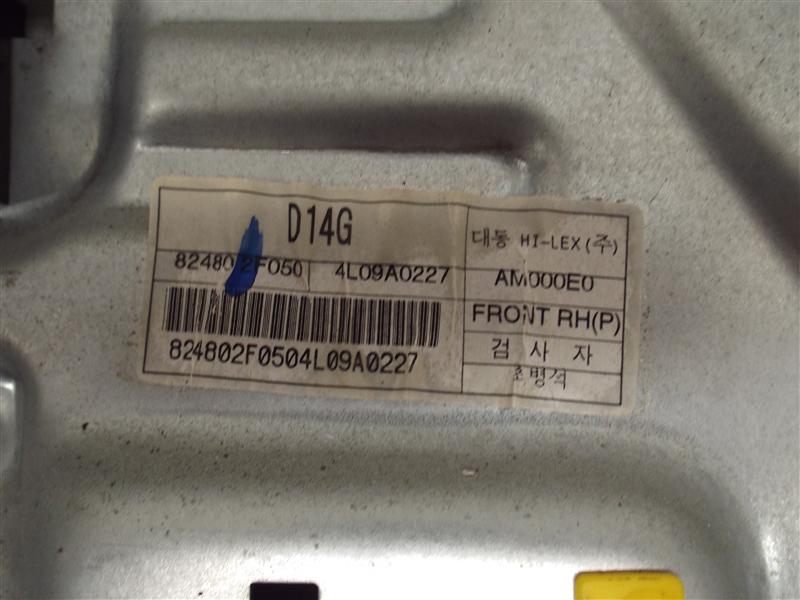 D14G
82480 2F050 4L09A0227
824802F0504L09A0227
대동 HI-LEX(주)
AM000E0
FRONT RH(P)
검 사 자